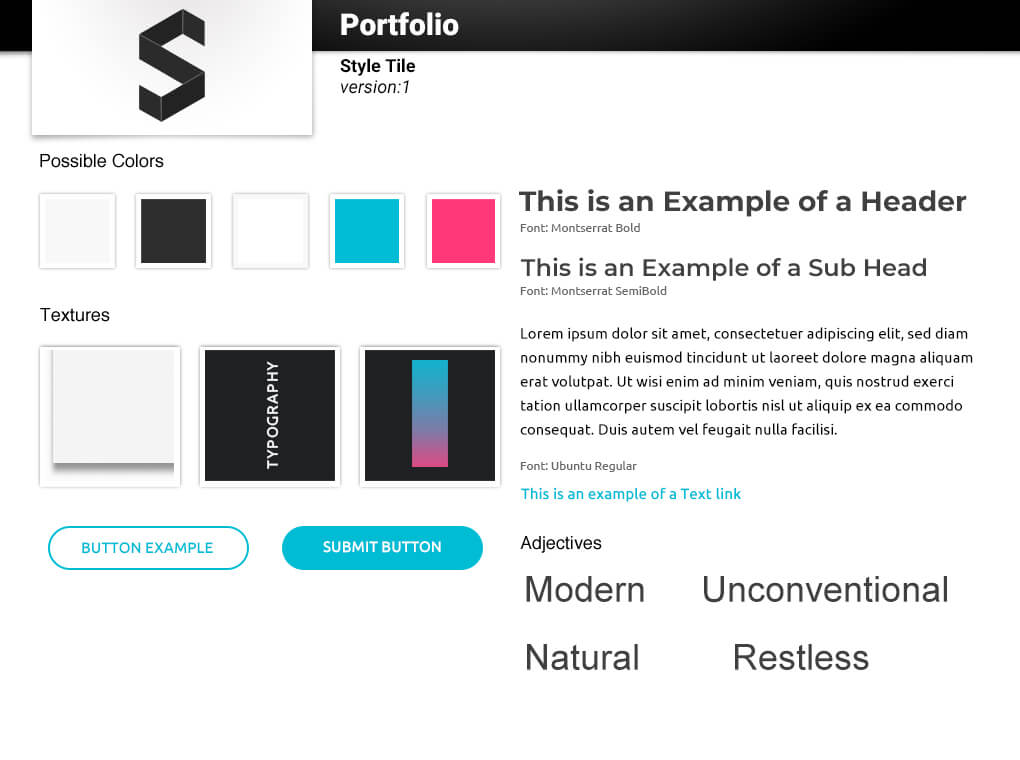 S
Portfolio
Style Tile
version:1
Possible Colors
Textures
TYPOGRAPHY
BUTTON EXAMPLE
SUBMIT BUTTON
This is an Example of a Header
Font: Montserrat Bold
This is an Example of a Sub Head
Font: Montserrat SemiBold
Lorem ipsum dolor sit amet, consectetuer adipiscing elit, sed diam
nonummy nibh euismod tincidunt ut laoreet dolore magna aliquam
erat volutpat. Ut wisi enim ad minim veniam, quis nostrud exerci
tation ullamcorper suscipit lobortis nisl ut aliquip ex ea commodo
consequat. Duis autem vel feugait nulla facilisi.
Font: Ubuntu Regular
This is an example of a Text link
Adjectives
Modern Unconventional
Natural Restless